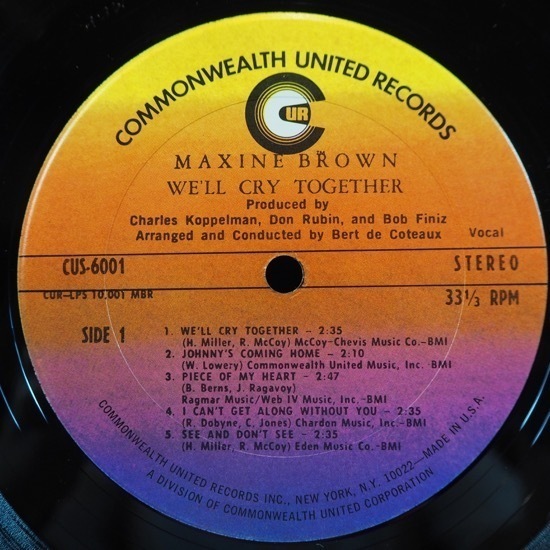 COMMONWEALTH UNITED RECORDS
CUR
MAXINE BROWN
WE'LL CRY TOGETHER
Produced by
Charles Koppelman, Don Rubin, and Bob Finiz
Arranged and Conducted by Bert de Coteaux
Vocal
CUS-6001
STEREO
CUR-LPS 10.001 MBR
33 1/3 RPM
SIDE 1
1. WE'LL CRY TOGETHER - 2:35
(H. Miller, R. McCoy) McCoy-Chevis Music Co.-BMI
2. JOHNNY'S COMING HOME - 2:10
(W. Lowery) Commonwealth United Music, Inc.-BMI
3. PIECE OF MY HEART - 2:47
(B. Berns, J. Ragavoy)
Ragmar Music/Web IV Music, Inc.-BMI
4. I CAN'T GET ALONG WITHOUT YOU - 2:35
(R. Dobyne, C. Jones) Chardon Music, Inc.-BMI
5. SEE AND DON'T SEE - 2:35
(H. Miller, R. McCoy) Eden Music Co.-BMI
COMMONWEALTH UNITED RECORDS INC., NEW YORK, N.Y. 10022-MADE IN U.S.A.
A DIVISION OF COMMONWEALTH UNITED CORPORATION